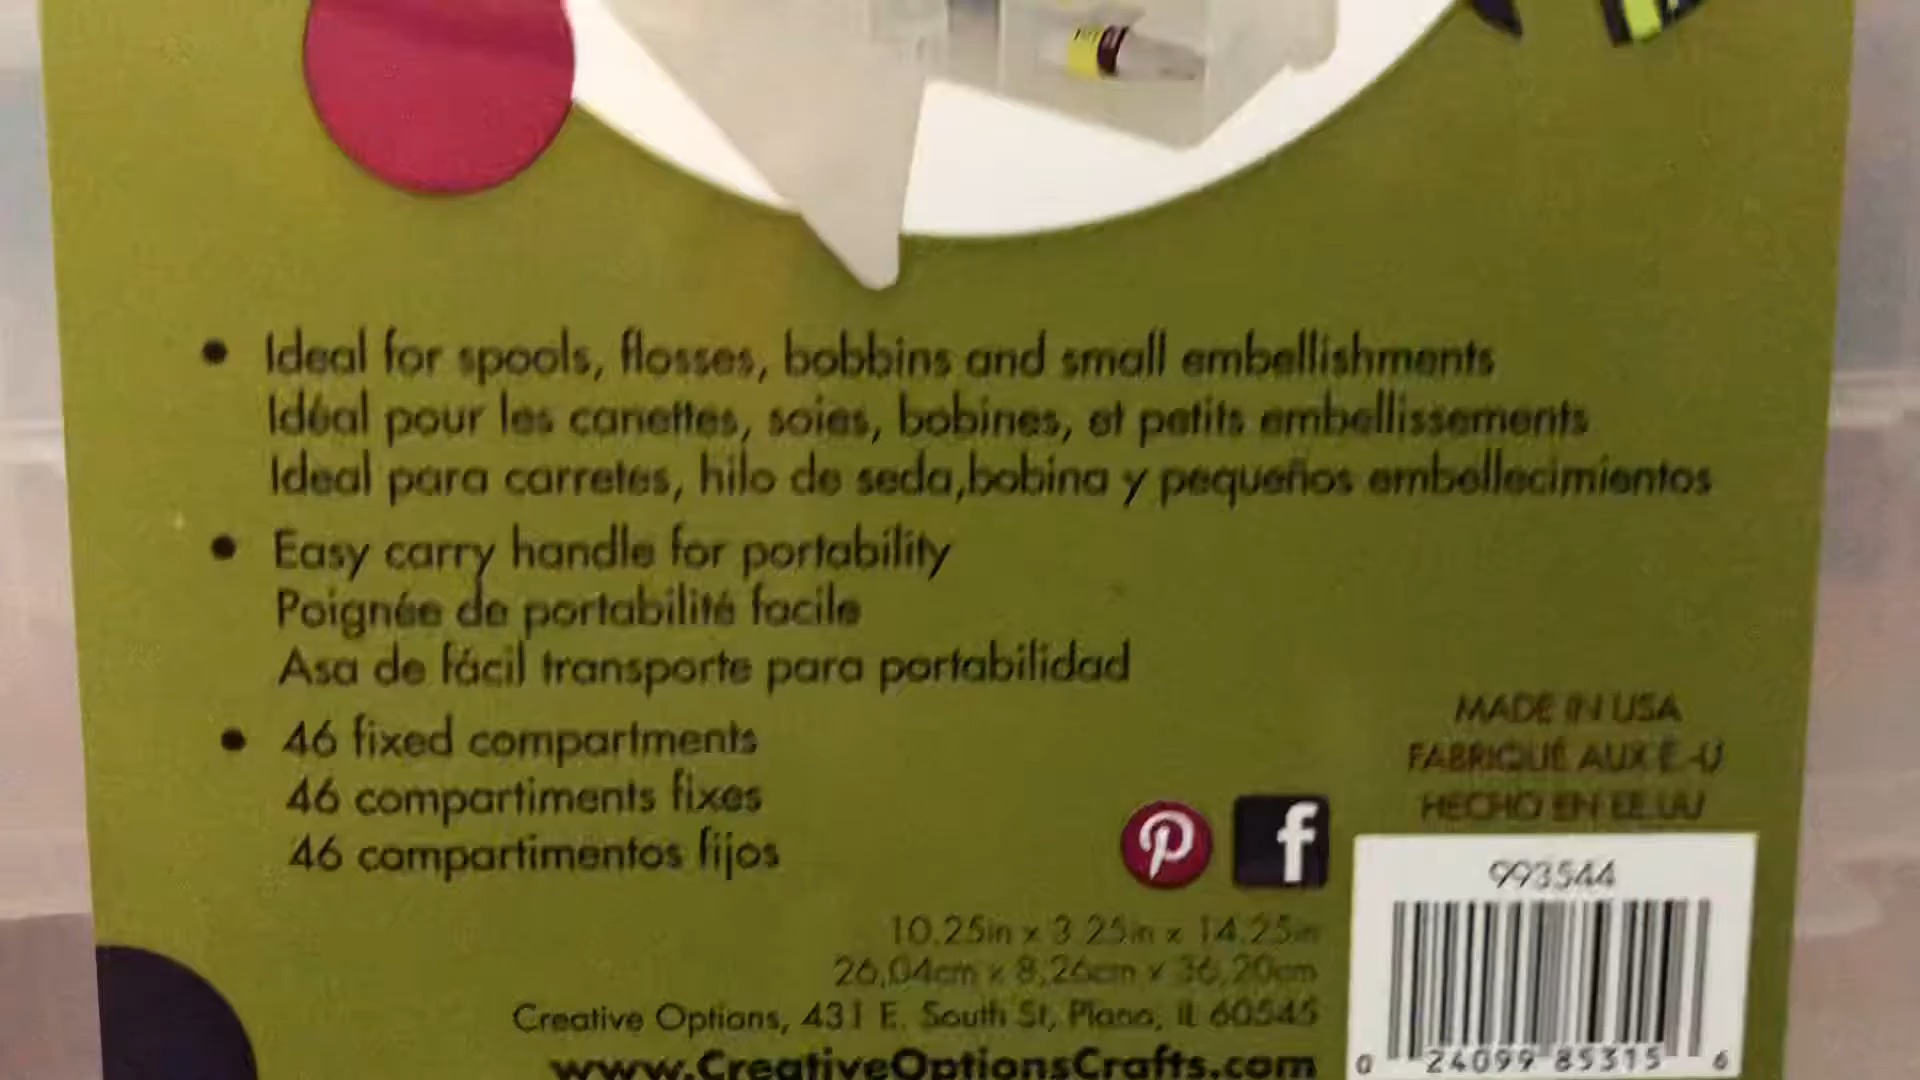 • Ideal for spools, flosses, bobbins and small embellishments
Idéal pour les canettes, soies, bobines, et petits embellissements
Ideal para carretes, hilo de seda,bobina y pequeños embellecimientos
• Easy carry handle for portability
Poignée de portabilité facile
Asa de fácil transporte para portabilidad
• 46 fixed compartments
46 compartiments fixes
46 compartimentos fijos
MADE IN USA
FABRIQUÉ AUX É.-U
HECHO EN EE.UU
993544
10.25in x 3.25in x 14.25in
26,04cm x 8,26cm x 36,20cm
Creative Options, 431 E. South St, Plano, IL 60545
www.CreativeOptionsCrafts.com
0 24099 85315 6